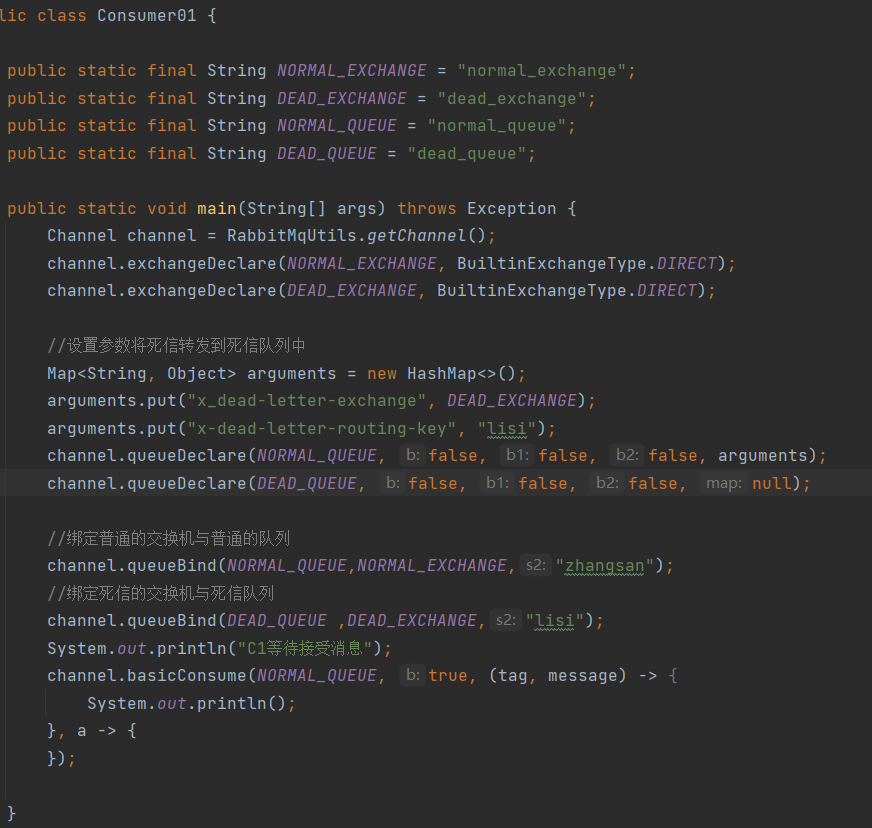 lic class Consumer01 {
public static final String NORMAL_EXCHANGE = "normal_exchange";
public static final String DEAD_EXCHANGE = "dead_exchange";
public static final String NORMAL_QUEUE = "normal_queue";
public static final String DEAD_QUEUE = "dead_queue";
public static void main(String[] args) throws Exception {
Channel channel = RabbitMqUtils.getChannel();
channel.exchangeDeclare(NORMAL_EXCHANGE, BuiltinExchangeType.DIRECT);
channel.exchangeDeclare(DEAD_EXCHANGE, BuiltinExchangeType.DIRECT);
//设置参数将死信转发到死信队列中
Map<String, Object> arguments = new HashMap<>();
arguments.put("x_dead-letter-exchange", DEAD_EXCHANGE);
arguments.put("x-dead-letter-routing-key", "lisi");
channel.queueDeclare(NORMAL_QUEUE, b: false, b1: false, b2: false, arguments);
channel.queueDeclare(DEAD_QUEUE, b: false, b1: false, b2: false, map: null);
//绑定普通的交换机与普通的队列
channel.queueBind(NORMAL_QUEUE,NORMAL_EXCHANGE, s2: "zhangsan");
//绑定死信的交换机与死信队列
channel.queueBind(DEAD_QUEUE ,DEAD_EXCHANGE, s2: "lisi");
System.out.println("C1等待接受消息");
channel.basicConsume(NORMAL_QUEUE, b: true, (tag, message) -> {
System.out.println();
}, a -> {
});
}